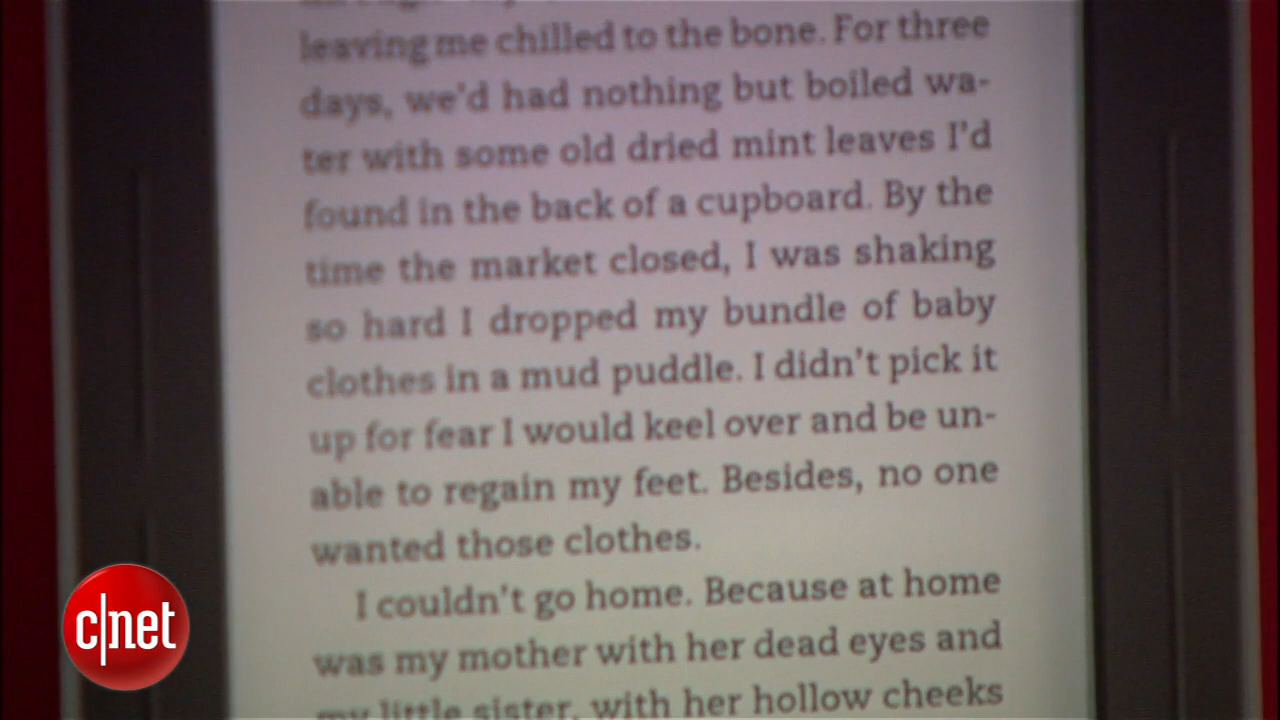 leaving me chilled to the bone. For three
days, we'd had nothing but boiled wa-
ter with some old dried mint leaves I'd
found in the back of a cupboard. By the
time the market closed, I was shaking
so hard I dropped my bundle of baby
clothes in a mud puddle. I didn't pick it
up for fear I would keel over and be un-
able to regain my feet. Besides, no one
wanted those clothes.
I couldn't go home. Because at home
was my mother with her dead eyes and
my little sister, with her hollow cheeks
c|net